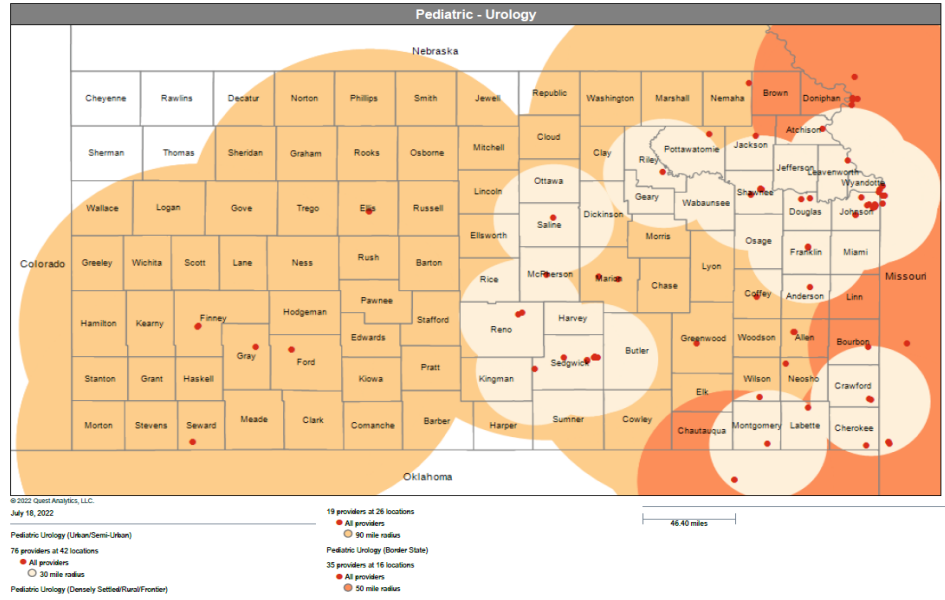 Pediatric - Urology
Nebraska
Cheyenne Rawlins Decatur Norton Phillips Smith Jewell Republic Washington Marshall Nemaha Brown Doniphan
Atchison
Cloud
Sherman Thomas Sheridan Graham Rooks Osborne Mitchell Clay Riley Pottawatomie Jackson
Jefferson Leavenworth
Ottawa
Wyandotte
Lincoln
Geary Wabaunsee Shawnee
Wallace Logan Gove Trego Ellis Russell Saline Dickinson Douglas Johnson
Ellsworth Morris Osage
Colorado Greeley Wichita Scott Lane Ness Rush Barton Rice McPherson Marion Chase Lyon Franklin Miami Missouri
Pawnee
Coffey Anderson Linn
Hamilton Kearny Finney Hodgeman Stafford Reno Harvey
Edwards
Gray Ford Sedgwick Butler Greenwood Woodson Allen Bourbon
Stanton Grant Haskell Kiowa Pratt Kingman Elk Wilson Neosho Crawford
Morton Stevens Seward Meade Clark Comanche Barber Harper Sumner Cowley Chautauqua Montgomery Labette Cherokee
Oklahoma
© 2022 Quest Analytics, LLC.
July 18, 2022
Pediatric Urology (Urban/Semi-Urban)
76 providers at 42 locations
All providers
30 mile radius
Pediatric Urology (Densely Settled/Rural/Frontier)
19 providers at 26 locations
All providers
90 mile radius
Pediatric Urology (Border State)
35 providers at 16 locations
All providers
50 mile radius
46.40 miles